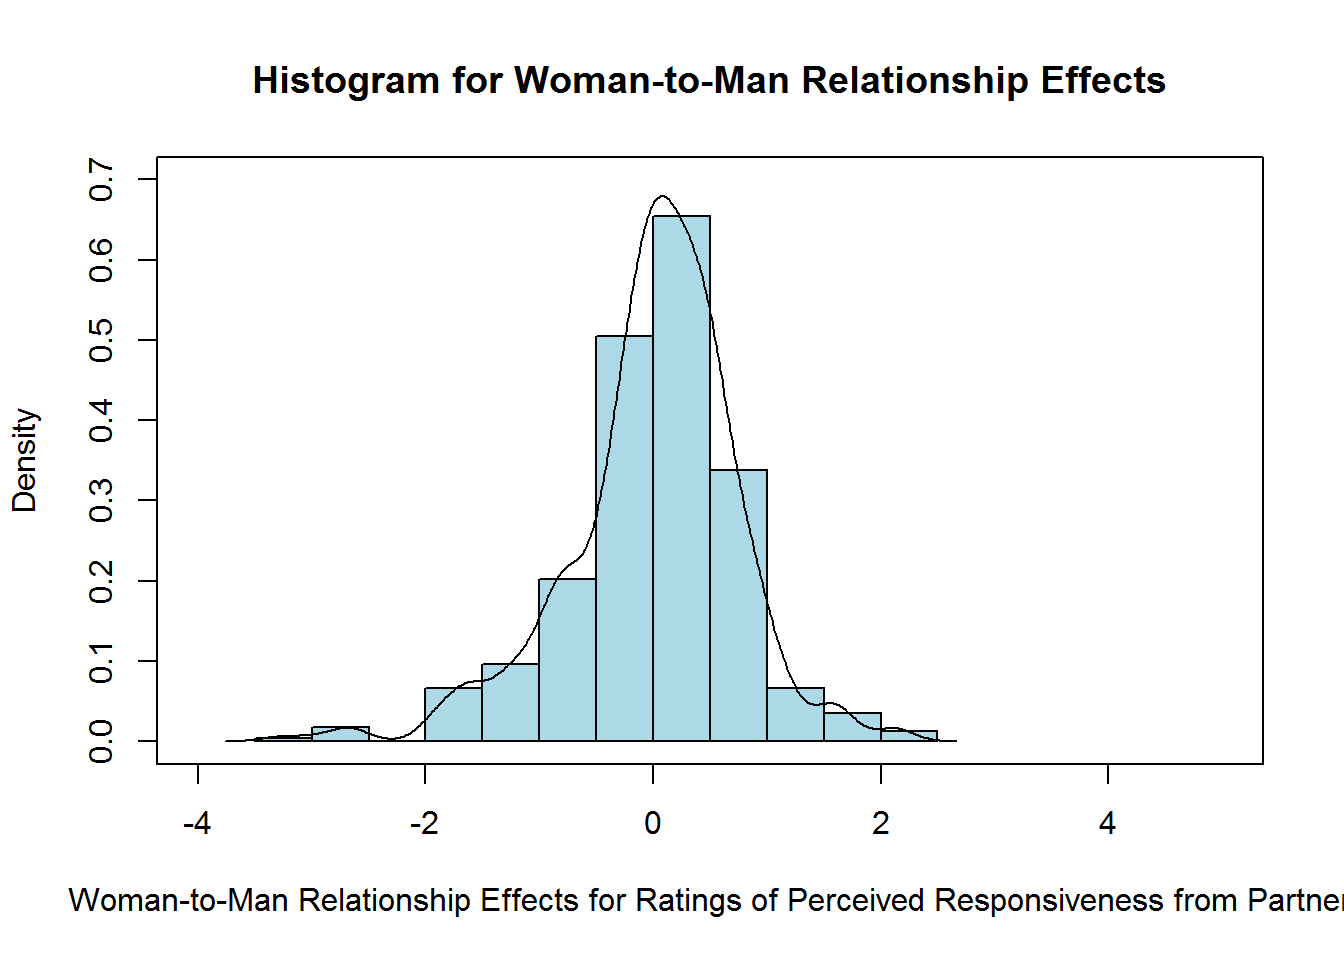 Histogram for Woman-to-Man Relationship Effects
0.7
0.6
0.5
0.4
0.3
0.2
0.1
0.0
Density
-4 -2 0 2 4
Woman-to-Man Relationship Effects for Ratings of Perceived Responsiveness from Partner